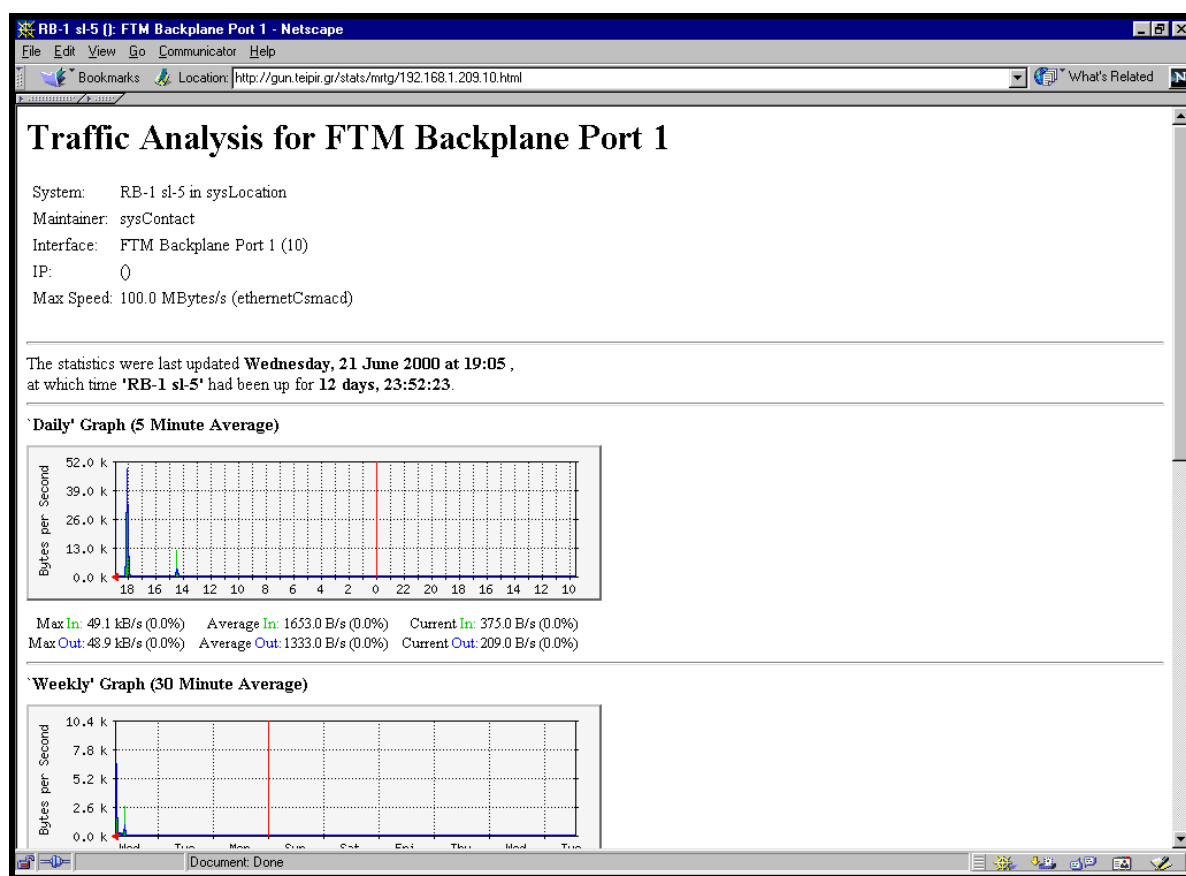 RB-1 sl-5 (): FTM Backplane Port 1 - Netscape
File Edit View Go Communicator Help
Bookmarks Location: http://gun.teipir.gr/stats/mrtg/192.168.1.209.10.html What's Related N
Traffic Analysis for FTM Backplane Port 1
System: RB-1 sl-5 in sysLocation
Maintainer: sysContact
Interface: FTM Backplane Port 1 (10)
IP: ()
Max Speed: 100.0 MBytes/s (ethernetCsmacd)
The statistics were last updated Wednesday, 21 June 2000 at 19:05 ,
at which time 'RB-1 sl-5' had been up for 12 days, 23:52:23.
`Daily' Graph (5 Minute Average)
Bytes per Second
52.0 k
39.0 k
26.0 k
13.0 k
0.0 k
18 16 14 12 10 8 6 4 2 0 22 20 18 16 14 12 10
Max In: 49.1 kB/s (0.0%) Average In: 1653.0 B/s (0.0%) Current In: 375.0 B/s (0.0%)
Max Out: 48.9 kB/s (0.0%) Average Out: 1333.0 B/s (0.0%) Current Out: 209.0 B/s (0.0%)
`Weekly' Graph (30 Minute Average)
Bytes per Second
10.4 k
7.8 k
5.2 k
2.6 k
0.0 k
Wed Tue Mon Sun Sat Fri Thu Wed Tue
Document: Done